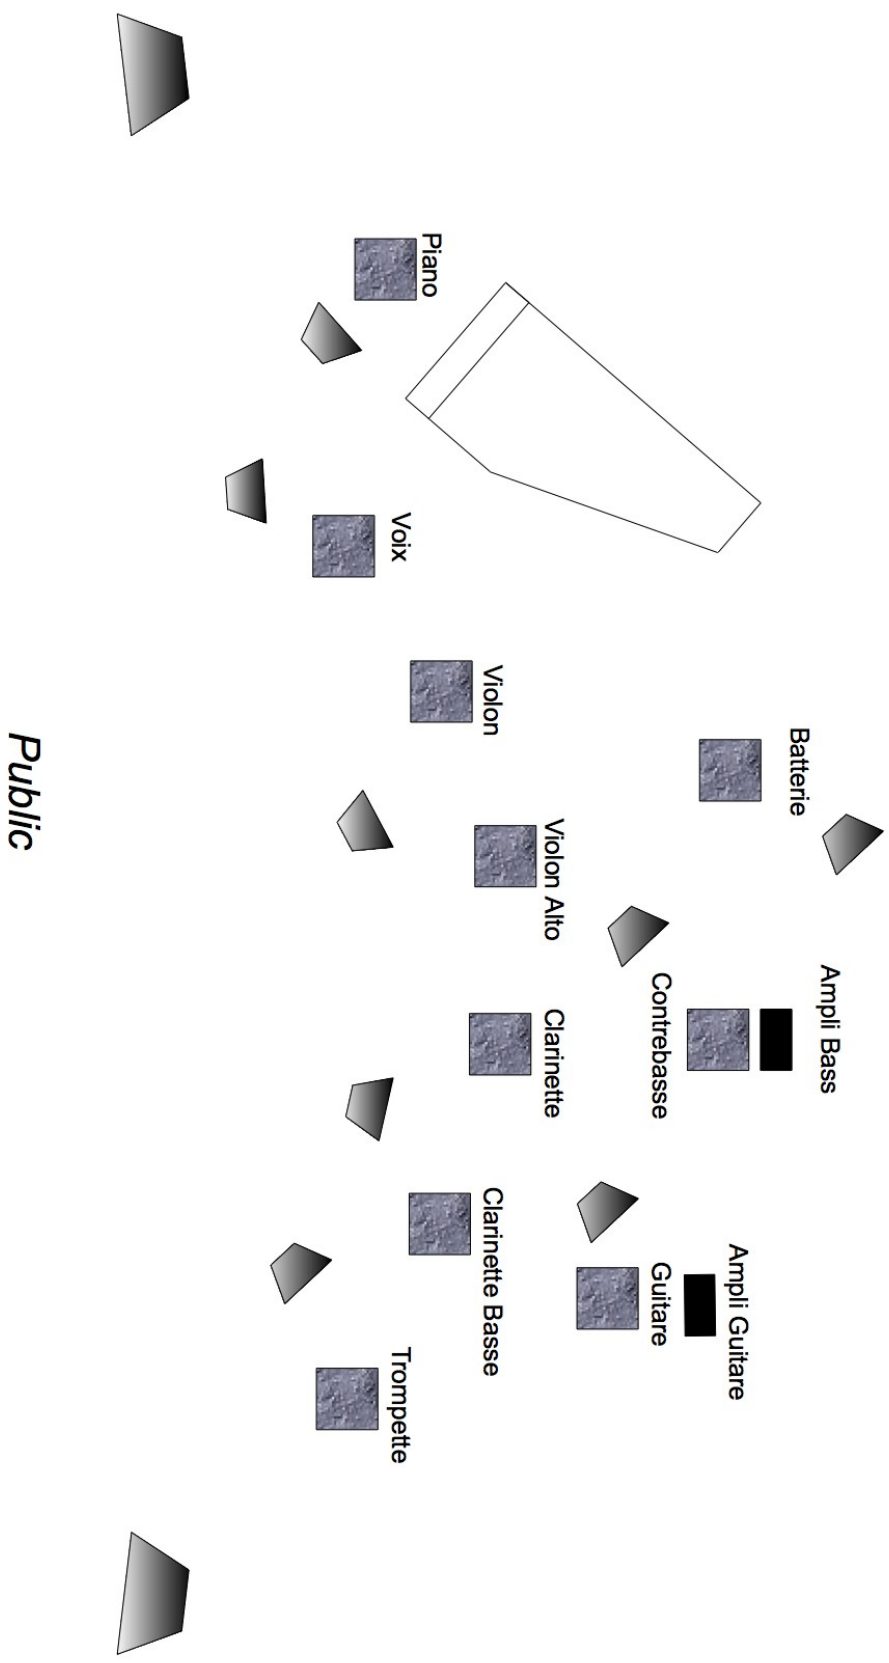 Ampli Bass
Batterie
Ampli Guitare
Contrebasse
Guitare
Violon Alto
Clarinette
Violon
Clarinette Basse
Piano
Voix
Trompette
Public